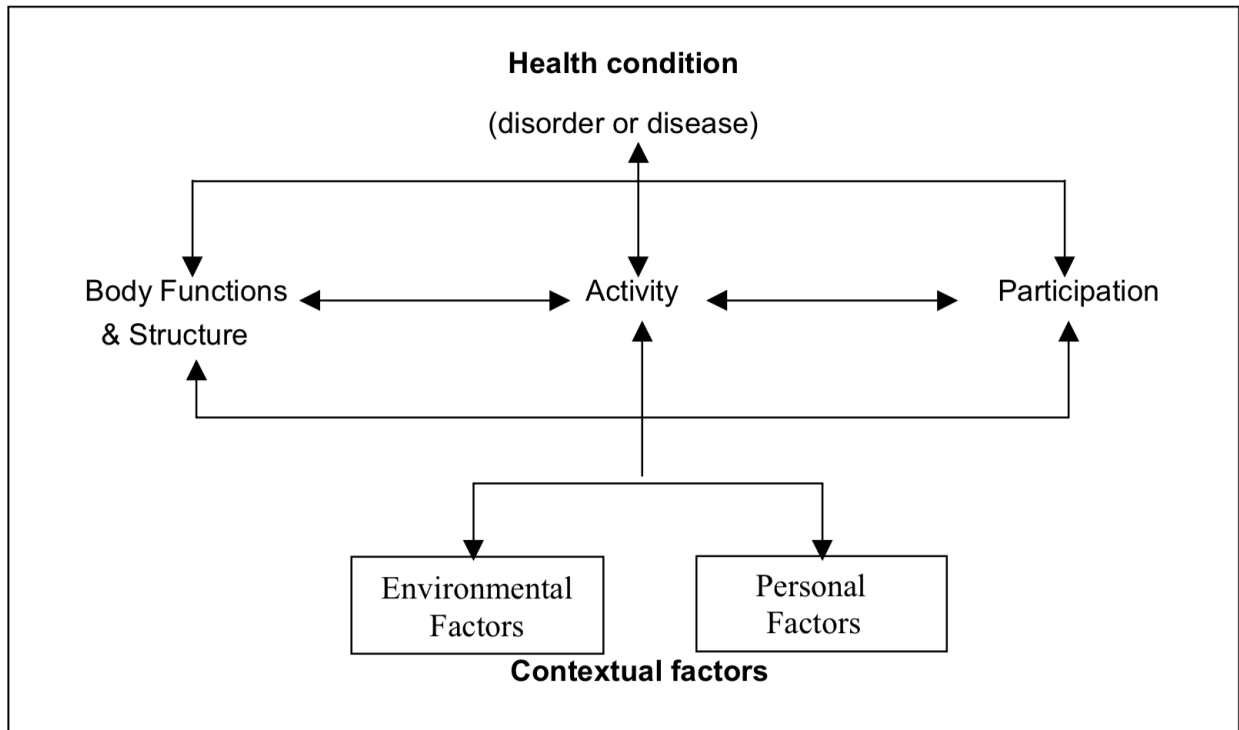 Health condition
(disorder or disease)
Body Functions
& Structure
Activity
Participation
Environmental
Factors
Personal
Factors
Contextual factors